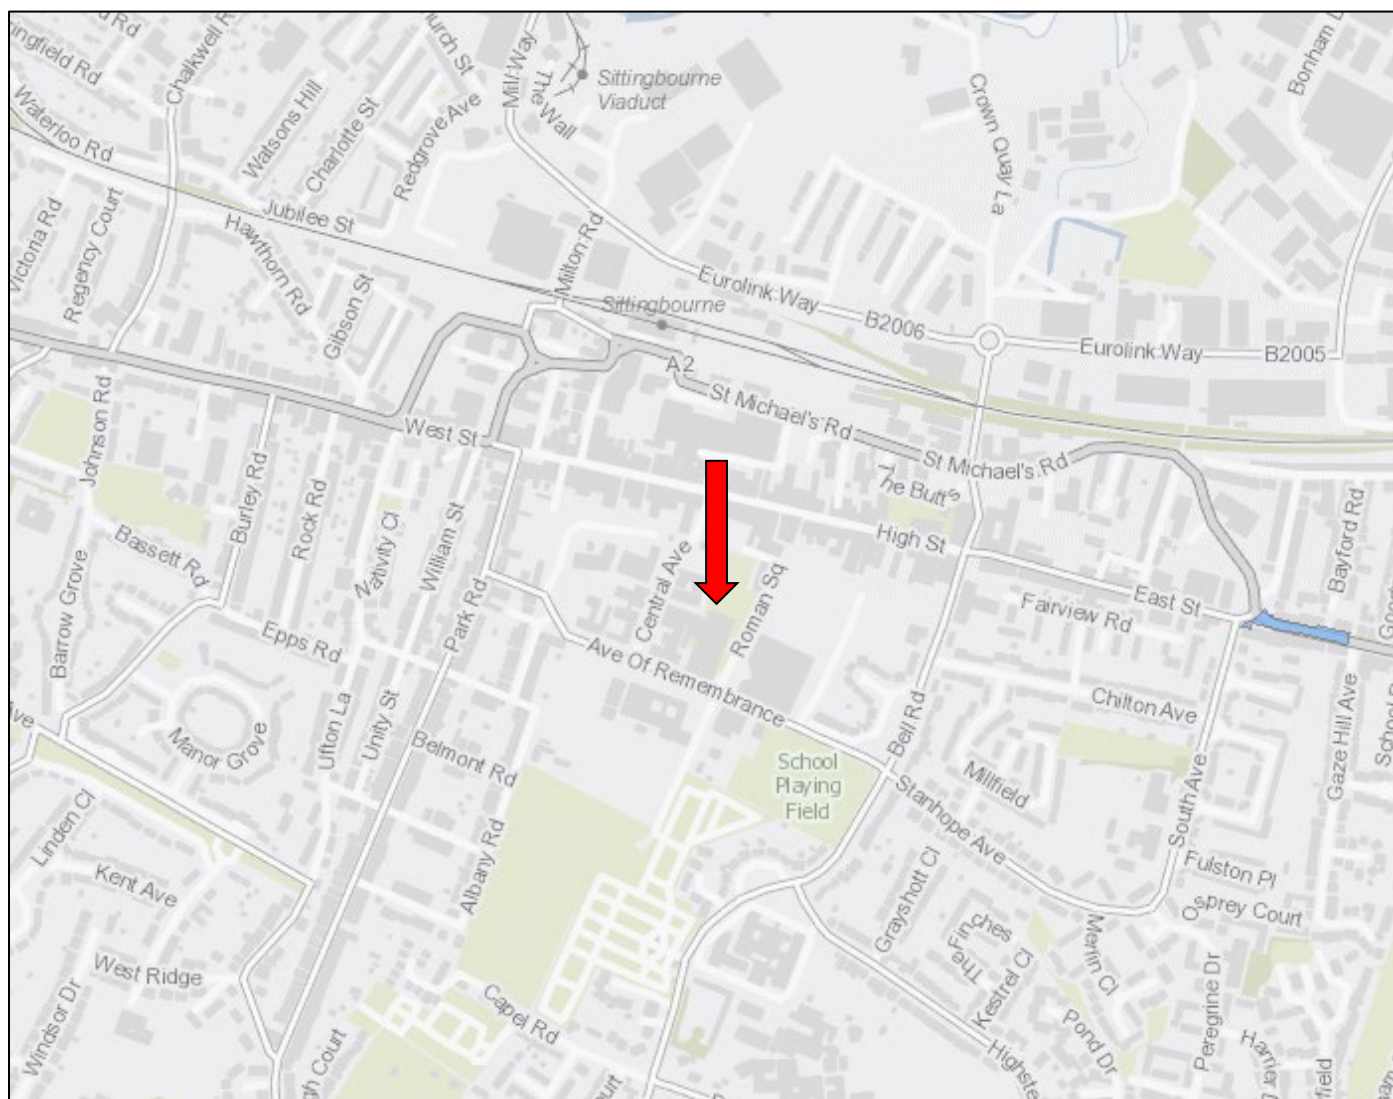 Chalkwell R
ingfield Rd
Waterloo Rd
Watsons Hill
Charlotte St
Redgrove Ave
Mill Way
The Wall
Sittingbourne
Viaduct
Crown Quay La
Victoria Rd
Regency Court
Jubilee St
Hawthorn Rd
Gibson St
Milton Rd
Sittingbourne
Eurolink Way
B2006
Eurolink Way
B2005
A2
St Michael's Rd
St Michael's Rd
The Butts
Johnson Rd
West St
Burley Rd
Rock Rd
Nativity Cl
William St
High St
Bayford Rd
Bassett Rd
Barrow Grove
Epps Rd
Park Rd
Central Ave
Roman Sq
Fairview Rd
East St
Ave Of Remembrance
Bell Rd
Chilton Ave
Gaze Hill Ave
Manor Grove
Ufton La
Unity St
Belmont Rd
School
Playing
Field
Millfield
Stanhope Ave
South Ave
Linden Cl
Kent Ave
Albany Rd
Grayshott Cl
Fulston Pl
Osprey Court
The Finches
Kestrel Cl
Merlin Cl
West Ridge
Windsor Dr
Capel Rd
Pond Dr
Peregrine Dr
Highste
gh Court
ourt
Harrier
field